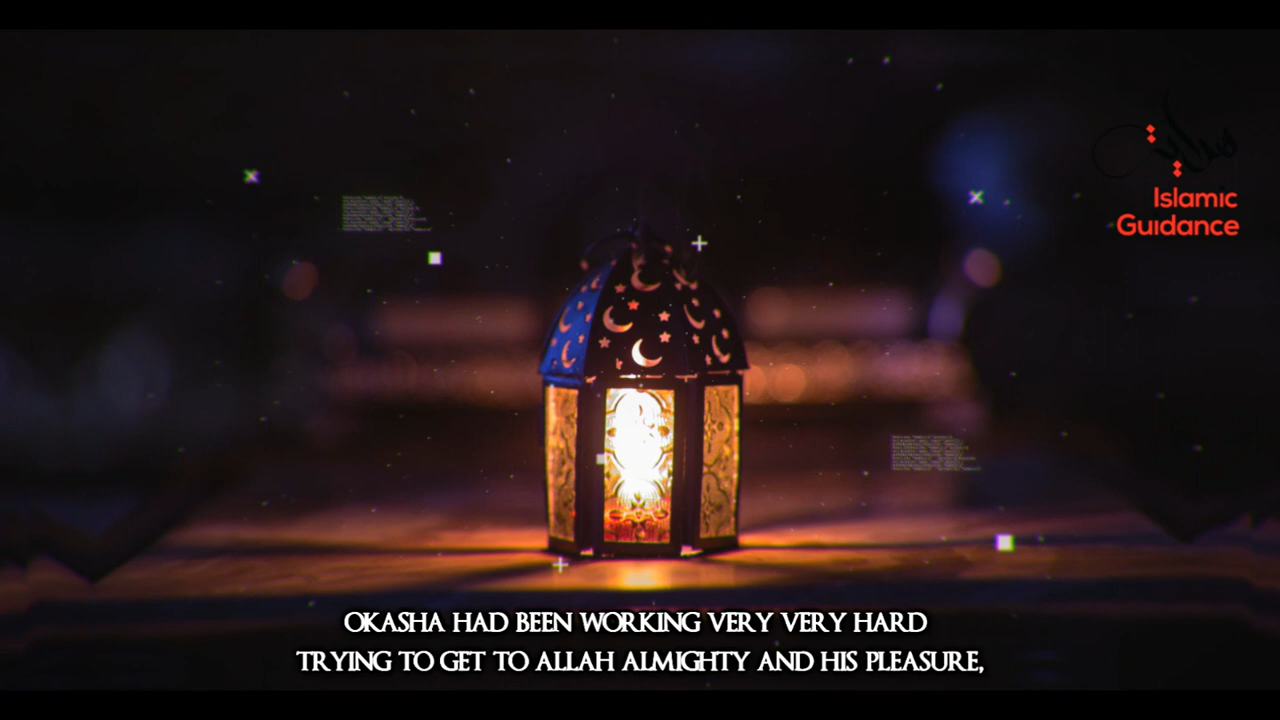 Islamic
Guidance
OKASHA HAD BEEN WORKING VERY VERY HARD
TRYING TO GET TO ALLAH ALMIGHTY AND HIS PLEASURE,